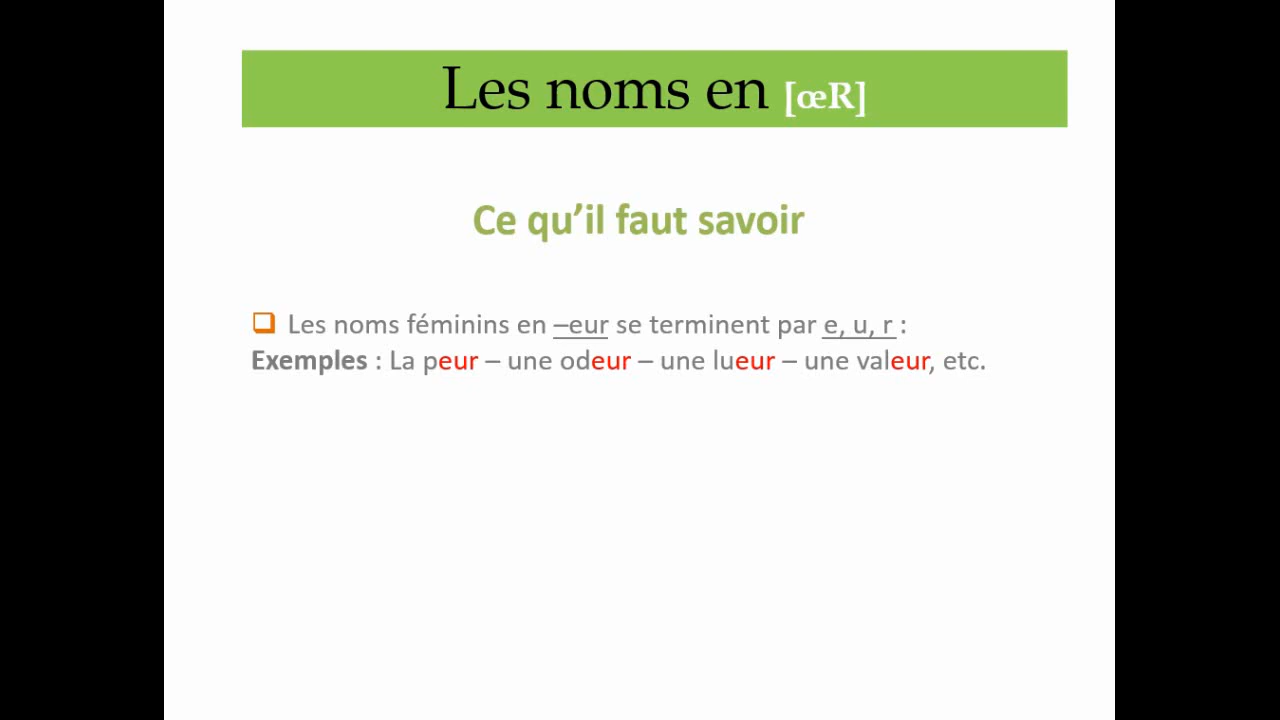 Les noms en [œR]
Ce qu’il faut savoir
❑ Les noms féminins en –eur se terminent par e, u, r :
Exemples : La peur – une odeur – une lueur – une valeur, etc.